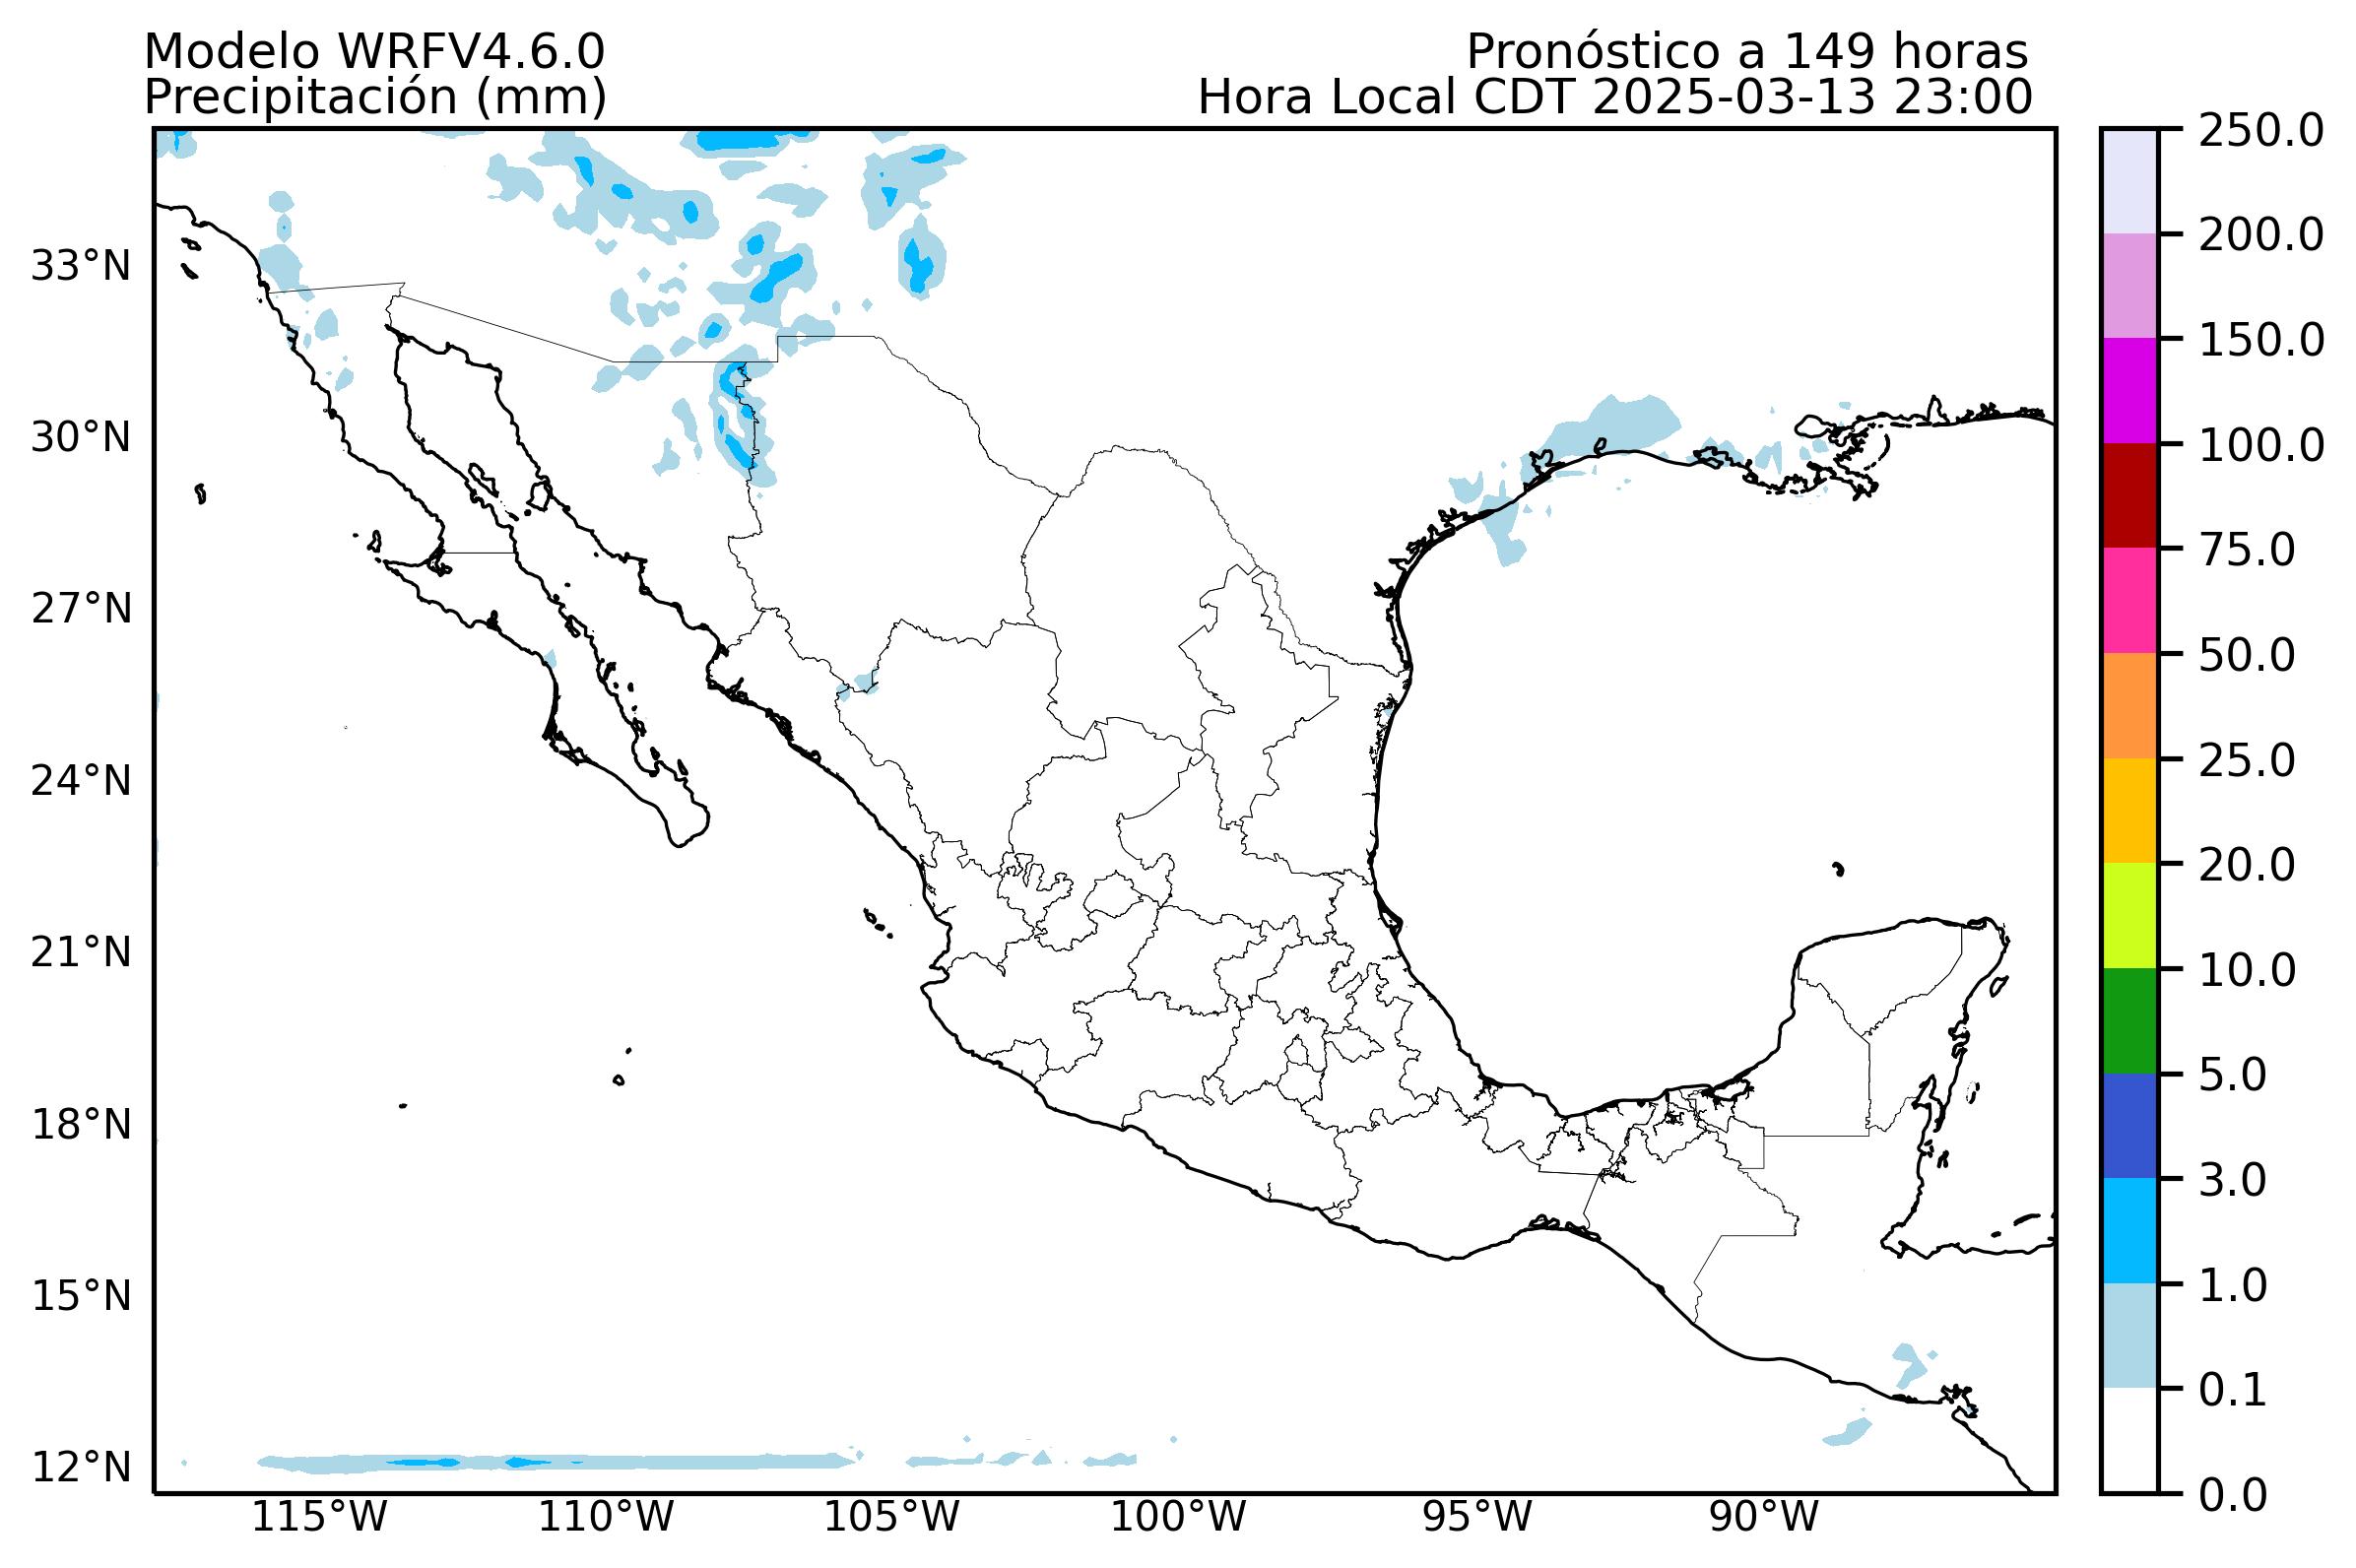 Modelo WRFV4.6.0
Pronóstico a 149 horas
Precipitación (mm)
Hora Local CDT 2025-03-13 23:00
33°N
30°N
27°N
24°N
21°N
18°N
15°N
12°N
115°W
110°W
105°W
100°W
95°W
90°W
250.0
200.0
150.0
100.0
75.0
50.0
25.0
20.0
10.0
5.0
3.0
1.0
0.1
0.0